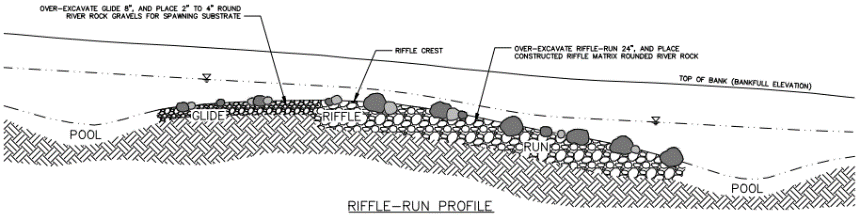 OVER-EXCAVATE GLIDE 8", AND PLACE 2" TO 4" ROUND
RIVER ROCK GRAVELS FOR SPAWNING SUBSTRATE
RIFFLE CREST
OVER-EXCAVATE RIFFLE-RUN 24", AND PLACE
CONSTRUCTED RIFFLE MATRIX ROUNDED RIVER ROCK
TOP OF BANK (BANKFULL ELEVATION)
POOL
GLIDE
RIFFLE
RUN
POOL
RIFFLE-RUN PROFILE